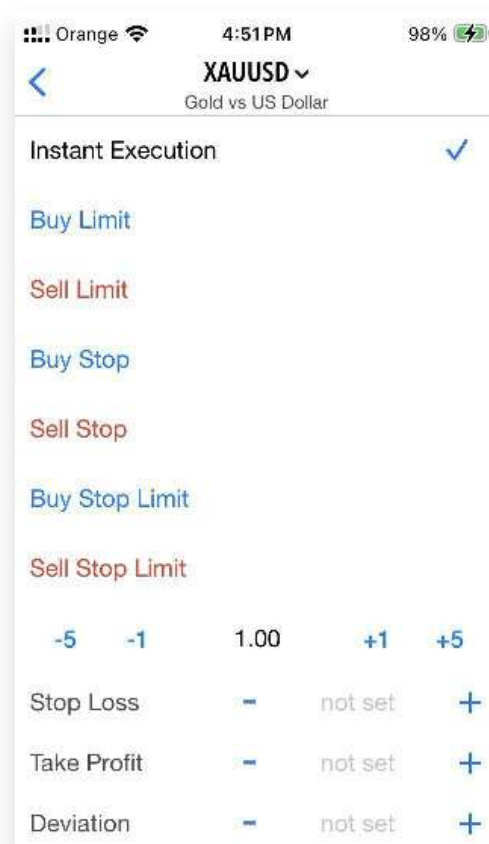 Orange 4:51PM 98%
XAUUSD
Gold vs US Dollar
Instant Execution
Buy Limit
Sell Limit
Buy Stop
Sell Stop
Buy Stop Limit
Sell Stop Limit
-5 -1 1.00 +1 +5
Stop Loss - not set +
Take Profit - not set +
Deviation - not set +